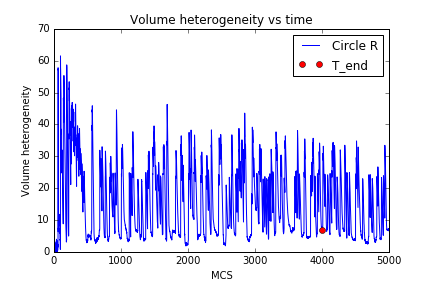 Volume heterogeneity vs time
70
60
50
40
30
20
10
0
Volume heterogeneity
Circle R
T_end
0 1000 2000 3000 4000 5000
MCS